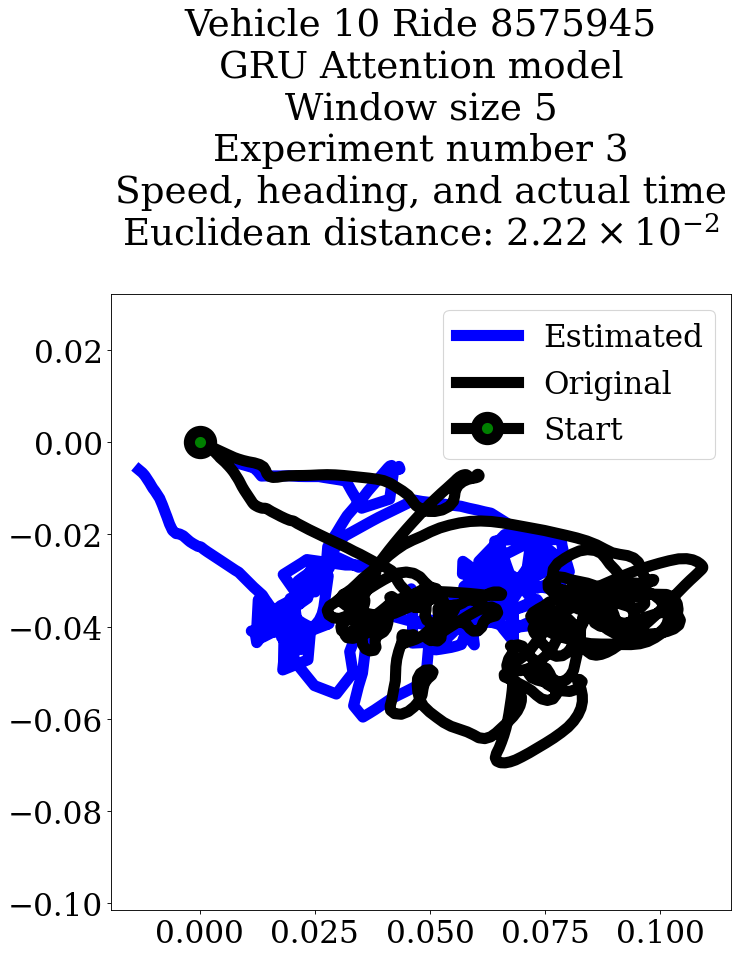 Vehicle 10 Ride 8575945
GRU Attention model
Window size 5
Experiment number 3
Speed, heading, and actual time
Euclidean distance: 2.22 × 10⁻²
Estimated
Original
Start
0.02
0.00
−0.02
−0.04
−0.06
−0.08
−0.10
0.000 0.025 0.050 0.075 0.100